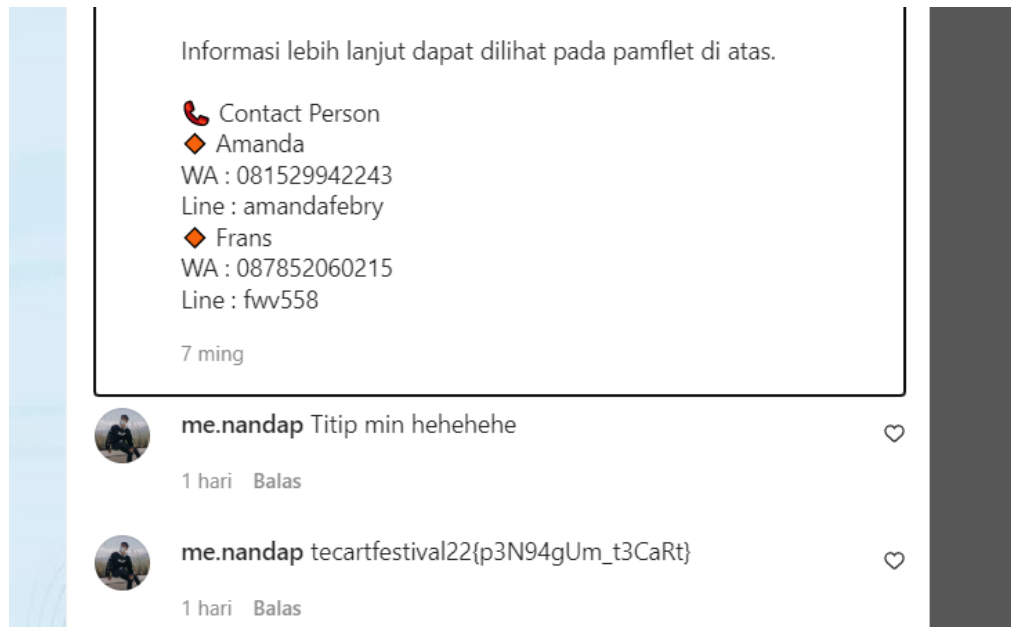 Informasi lebih lanjut dapat dilihat pada pamflet di atas.
📞 Contact Person
🔶 Amanda
WA : 081529942243
Line : amandafebry
🔶 Frans
WA : 087852060215
Line : fwv558
7 ming
me.nandap Titip min hehehehe
1 hari Balas
me.nandap tecartfestival22{p3N94gUm_t3CaRt}
1 hari Balas